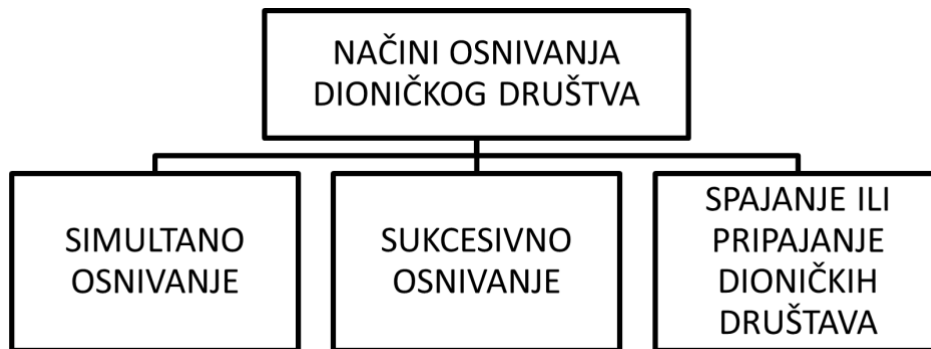 NAČINI OSNIVANJA
DIONIČKOG DRUŠTVA
SIMULTANO
OSNIVANJE
SUKCESIVNO
OSNIVANJE
SPAJANJE ILI
PRIPAJANJE
DIONIČKIH
DRUŠTAVA